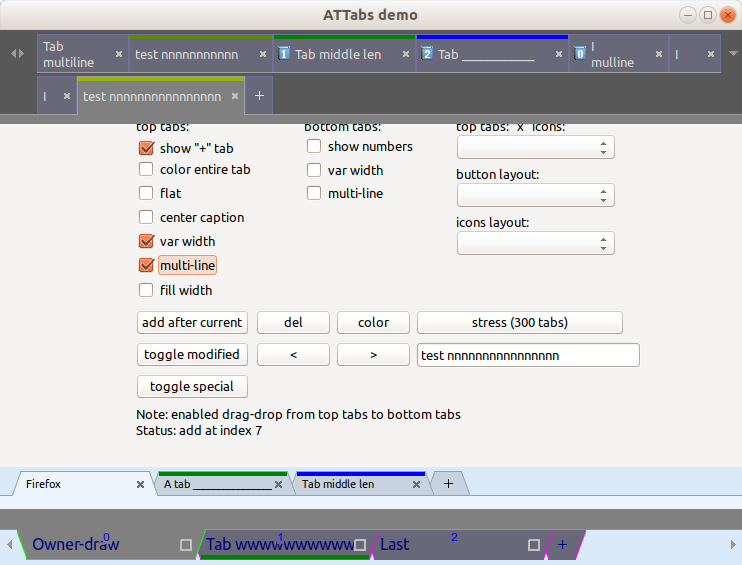 ATTabs demo
Tab multiline × test nnnnnnnnnnn × 1 Tab middle len × 2 Tab ____________ × 0 I mulline × I ×
I × test nnnnnnnnnnnnnnnn × +
top tabs: bottom tabs: top tabs: "x" icons:
show "+" tab show numbers
color entire tab var width
button layout:
flat multi-line
center caption icons layout:
var width
multi-line
fill width
add after current del color stress (300 tabs)
toggle modified < > test nnnnnnnnnnnnnnnn
toggle special
Note: enabled drag-drop from top tabs to bottom tabs
Status: add at index 7
Firefox × A tab ________________ × Tab middle len × +
0 1 2
Owner-draw Tab wwwwwwwwwww Last +